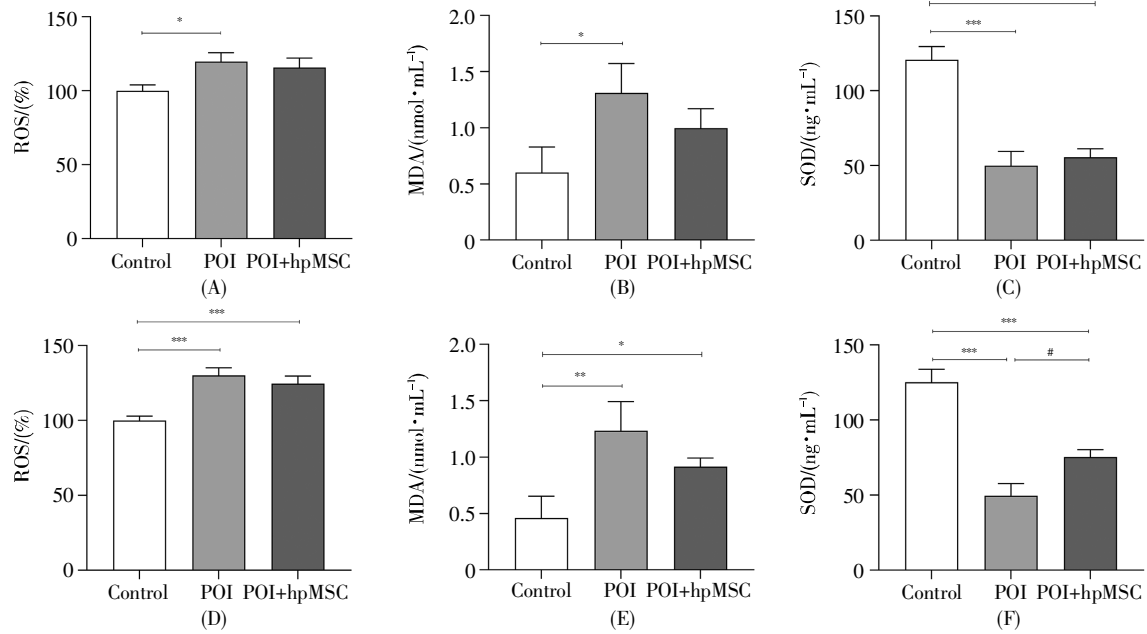 ROS/(%)
150
100
50
0
*
Control POI POI+hpMSC
(A)
MDA/(nmol•mL⁻¹)
2.0
1.5
1.0
0.5
0
*
Control POI POI+hpMSC
(B)
SOD/(ng•mL⁻¹)
150
100
50
0
***
Control POI POI+hpMSC
(C)
ROS/(%)
150
100
50
0
***
***
Control POI POI+hpMSC
(D)
MDA/(nmol•mL⁻¹)
2.0
1.5
1.0
0.5
0
*
**
Control POI POI+hpMSC
(E)
SOD/(ng•mL⁻¹)
150
100
50
0
***
*** #
Control POI POI+hpMSC
(F)